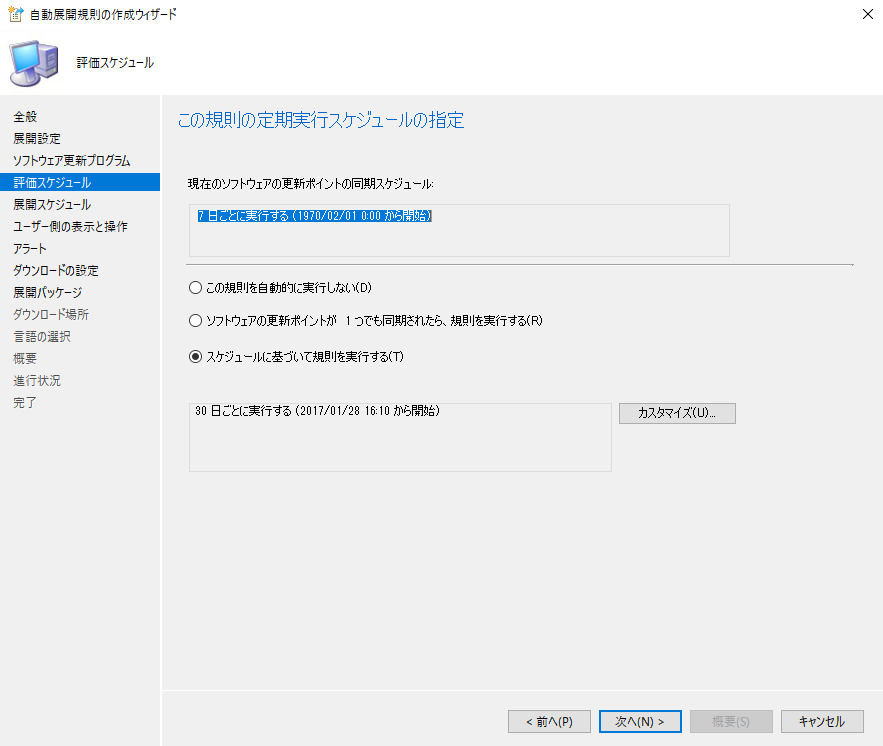 自動展開規則の作成ウィザード
評価スケジュール
全般
展開設定
ソフトウェア更新プログラム
評価スケジュール
展開スケジュール
ユーザー側の表示と操作
アラート
ダウンロードの設定
展開パッケージ
ダウンロード場所
言語の選択
概要
進行状況
完了
この規則の定期実行スケジュールの指定
現在のソフトウェアの更新ポイントの同期スケジュール:
7 日ごとに実行する (1970/02/01 0:00 から開始)
この規則を自動的に実行しない(D)
ソフトウェアの更新ポイントが 1 つでも同期されたら、規則を実行する(R)
スケジュールに基づいて規則を実行する(T)
30 日ごとに実行する (2017/01/28 16:10 から開始)
カスタマイズ(U)...
< 前へ(P)
次へ(N) >
概要(S)
キャンセル